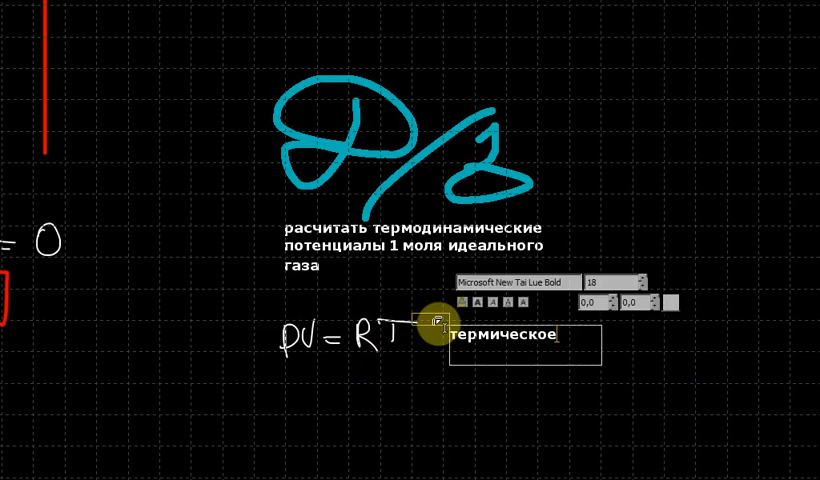 Д/з
= 0
расчитать термодинамические
потенциалы 1 моля идеального
газа
Microsoft New Tai Lue Bold 18
0,0 0,0
pV = RT
термическое